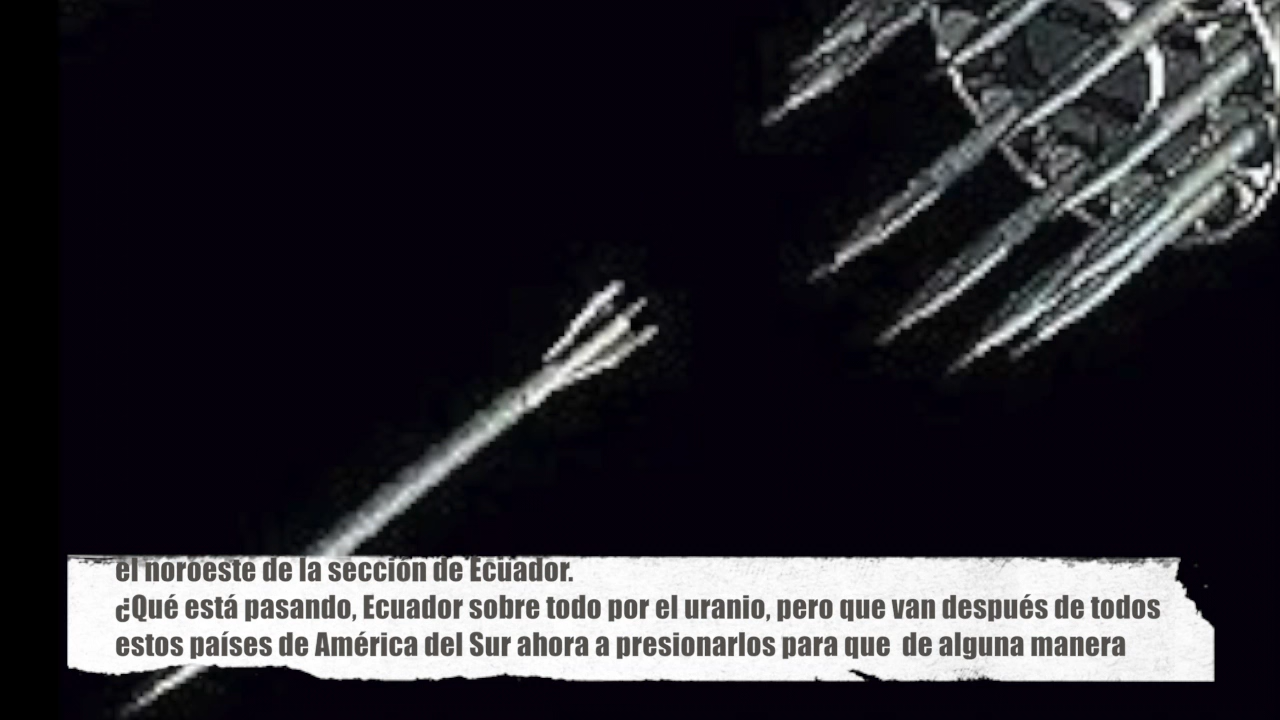 el noroeste de la sección de Ecuador.
¿Qué está pasando, Ecuador sobre todo por el uranio, pero que van después de todos
estos países de América del Sur ahora a presionarlos para que  de alguna manera